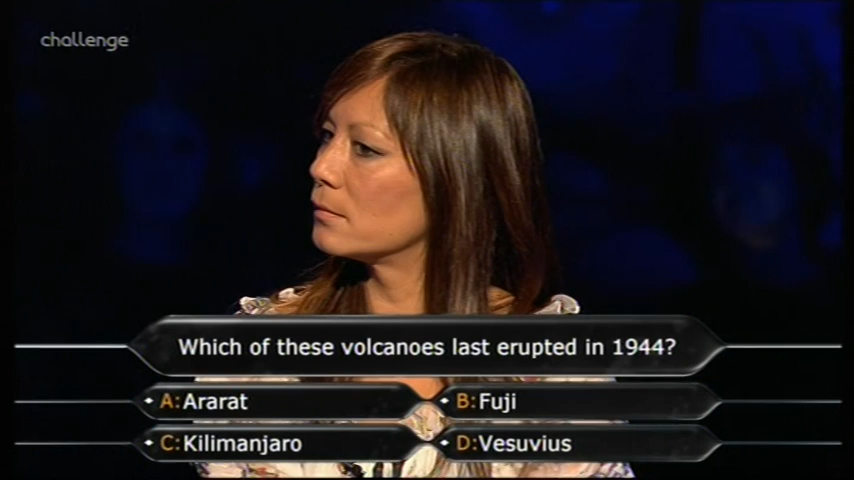 challenge
Which of these volcanoes last erupted in 1944?
A: Ararat
B: Fuji
C: Kilimanjaro
D: Vesuvius